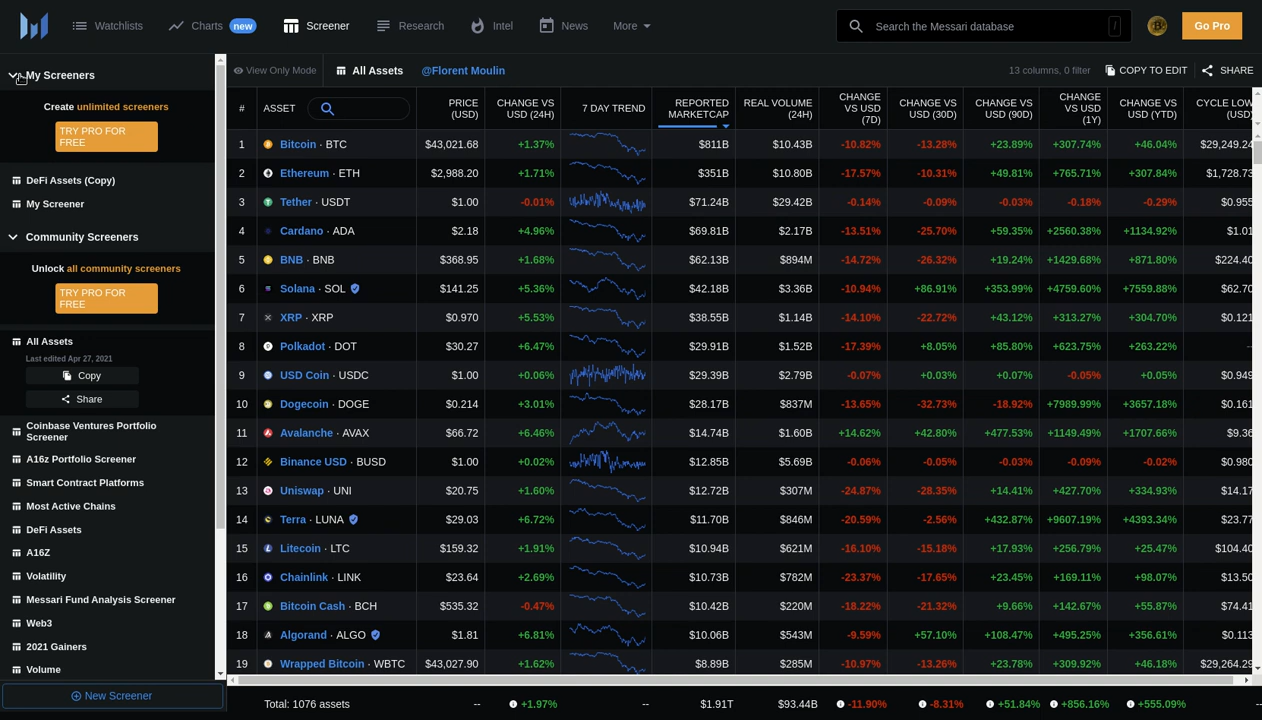 Watchlists Charts new Screener Research Intel News More Search the Messari database / Go Pro
My Screeners
Create unlimited screeners
TRY PRO FOR
FREE
DeFi Assets (Copy)
My Screener
Community Screeners
Unlock all community screeners
TRY PRO FOR
FREE
All Assets
Last edited Apr 27, 2021
Copy
Share
Coinbase Ventures Portfolio
Screener
A16z Portfolio Screener
Smart Contract Platforms
Most Active Chains
DeFi Assets
A16Z
Volatility
Messari Fund Analysis Screener
Web3
2021 Gainers
Volume
New Screener
View Only Mode All Assets @Florent Moulin 13 columns, 0 filter COPY TO EDIT SHARE
# ASSET PRICE (USD) CHANGE VS USD (24H) 7 DAY TREND REPORTED MARKETCAP REAL VOLUME (24H) CHANGE VS USD (7D) CHANGE VS USD (30D) CHANGE VS USD (90D) CHANGE VS USD (1Y) CHANGE VS USD (YTD) CYCLE LOW (USD)
1 Bitcoin · BTC $43,021.68 +1.37% $811B $10.43B -10.82% -13.28% +23.89% +307.74% +46.04% $29,249.24
2 Ethereum · ETH $2,988.20 +1.71% $351B $10.80B -17.57% -10.31% +49.81% +765.71% +307.84% $1,728.73
3 Tether · USDT $1.00 -0.01% $71.24B $29.42B -0.14% -0.09% -0.03% -0.18% -0.29% $0.955
4 Cardano · ADA $2.18 +4.96% $69.81B $2.17B -13.51% -25.70% +59.35% +2560.38% +1134.92% $1.01
5 BNB · BNB $368.95 +1.68% $62.13B $894M -14.72% -26.32% +19.24% +1429.68% +871.80% $224.40
6 Solana · SOL $141.25 +5.36% $42.18B $3.36B -10.94% +86.91% +353.99% +4759.60% +7559.88% $62.70
7 XRP · XRP $0.970 +5.53% $38.55B $1.14B -14.10% -22.72% +43.12% +313.27% +304.70% $0.121
8 Polkadot · DOT $30.27 +6.47% $29.91B $1.52B -17.39% +8.05% +85.80% +623.75% +263.22% --
9 USD Coin · USDC $1.00 +0.06% $29.39B $2.79B -0.07% +0.03% +0.07% -0.05% +0.05% $0.949
10 Dogecoin · DOGE $0.214 +3.01% $28.17B $837M -13.65% -32.73% -18.92% +7989.99% +3657.18% $0.161
11 Avalanche · AVAX $66.72 +6.46% $14.74B $1.60B +14.62% +42.80% +477.53% +1149.49% +1707.66% $9.36
12 Binance USD · BUSD $1.00 +0.02% $12.85B $5.69B -0.06% -0.05% -0.03% -0.09% -0.02% $0.980
13 Uniswap · UNI $20.75 +1.60% $12.72B $307M -24.87% -28.35% +14.41% +427.70% +334.93% $14.17
14 Terra · LUNA $29.03 +6.72% $11.70B $846M -20.59% -2.56% +432.87% +9607.19% +4393.34% $23.77
15 Litecoin · LTC $159.32 +1.91% $10.94B $621M -16.10% -15.18% +17.93% +256.79% +25.47% $104.40
16 Chainlink · LINK $23.64 +2.69% $10.73B $782M -23.37% -17.65% +23.45% +169.11% +98.07% $13.50
17 Bitcoin Cash · BCH $535.32 -0.47% $10.42B $220M -18.22% -21.32% +9.66% +142.67% +55.87% $74.41
18 Algorand · ALGO $1.81 +6.81% $10.06B $543M -9.59% +57.10% +108.47% +495.25% +356.61% $0.113
19 Wrapped Bitcoin · WBTC $43,027.90 +1.62% $8.89B $285M -10.97% -13.26% +23.78% +309.92% +46.18% $29,264.29
Total: 1076 assets -- +1.97% -- $1.91T $93.44B -11.90% -8.31% +51.84% +856.16% +555.09% --